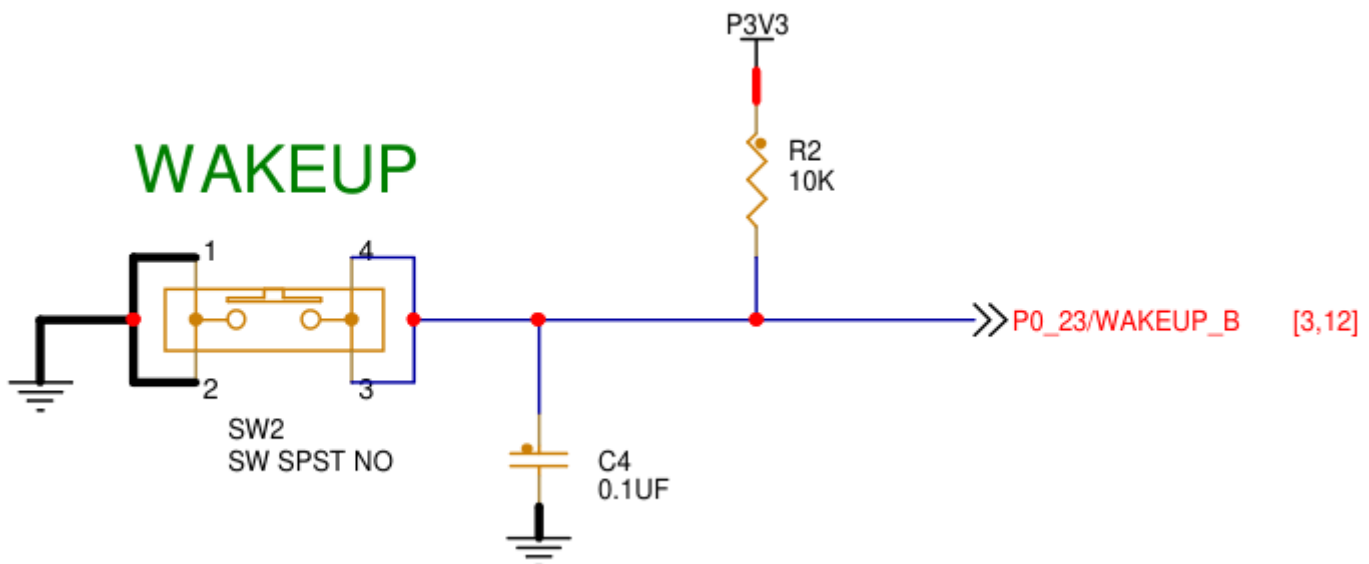 P3V3
R2
10K
WAKEUP
1
4
P0_23/WAKEUP_B [3,12]
2
3
SW2
SW SPST NO
C4
0.1UF